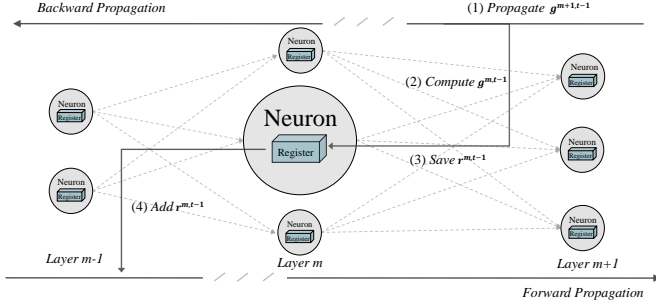 Backward Propagation
(1) Propagate g^{m+1,t-1}
Neuron
Register
(2) Compute g^{m,t-1}
Neuron
Register
Neuron
Register
Neuron
Register
Neuron
Register
(3) Save r^{m,t-1}
Neuron
Register
(4) Add r^{m,t-1}
Neuron
Register
Neuron
Register
Layer m-1
Layer m
Layer m+1
Forward Propagation